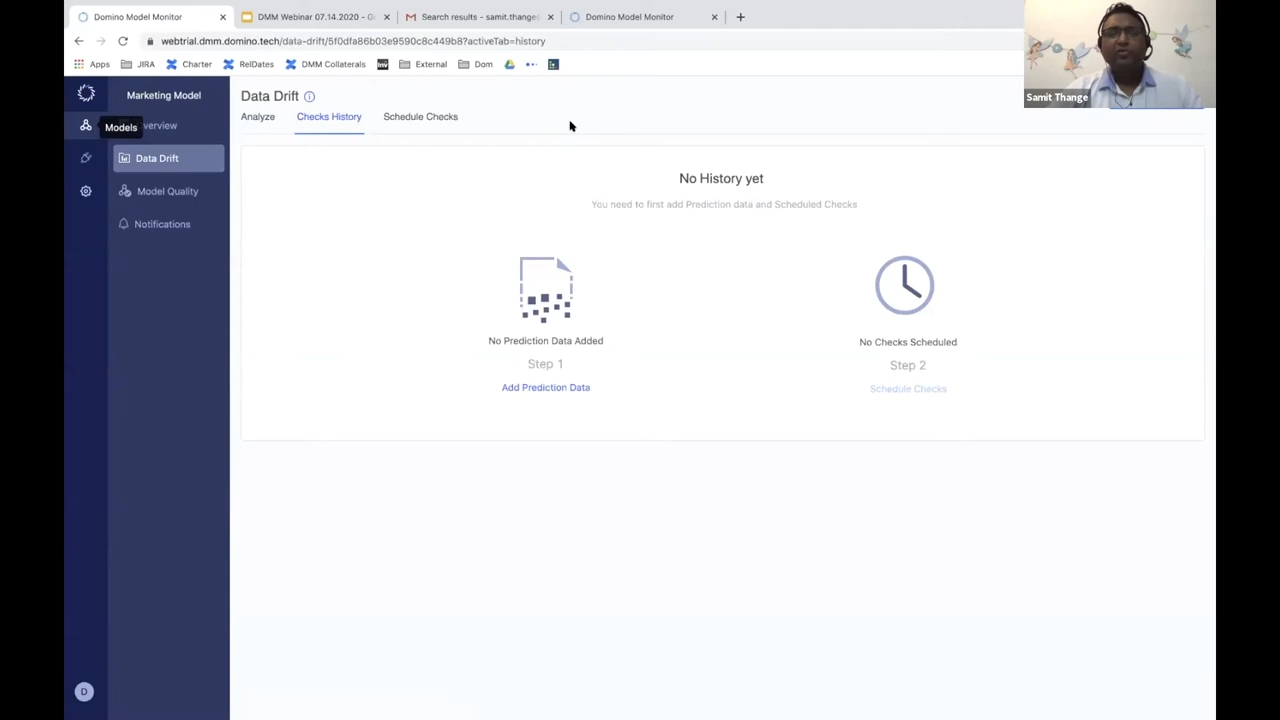 Domino Model Monitor
DMM Webinar 07.14.2020 - G
Search results - samit.thange@
Domino Model Monitor
webtrial.dmm.domino.tech/data-drift/5f0dfa86b03e9590c8c449b8?activeTab=history
Apps
JIRA
Charter
RelDates
DMM Collaterals
inv
External
Dom
Samit Thange
Marketing Model
Models
verview
Data Drift
Model Quality
Notifications
D
Data Drift
Analyze
Checks History
Schedule Checks
No History yet
You need to first add Prediction data and Scheduled Checks
No Prediction Data Added
Step 1
Add Prediction Data
No Checks Scheduled
Step 2
Schedule Checks